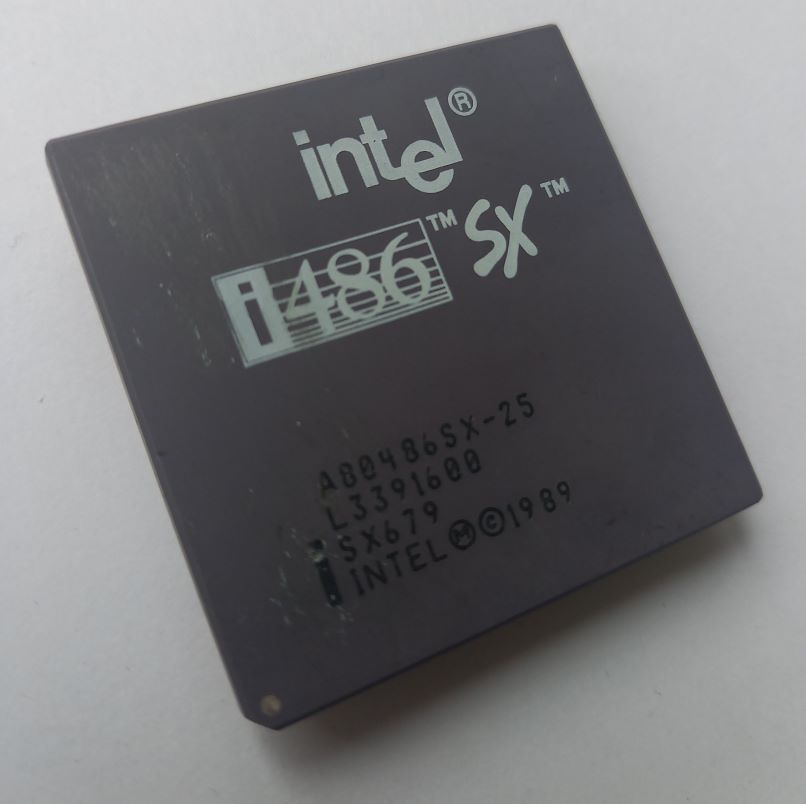 intel®
i486™ SX™
A80486SX-25
L3391600
SX679
i INTEL Ⓜ©1989